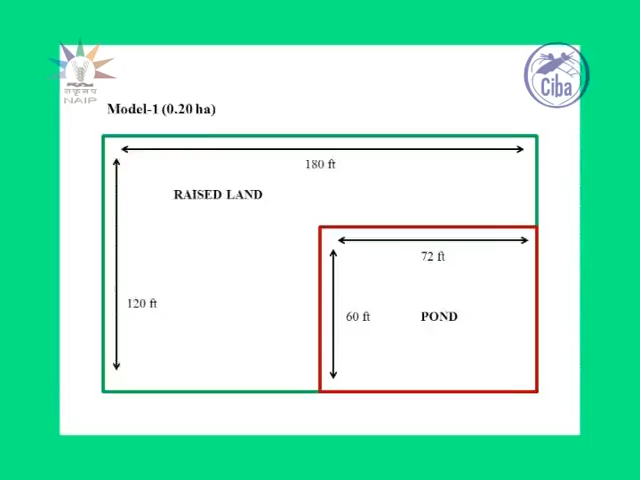 NAIP
Ciba
Model-1 (0.20 ha)
180 ft
RAISED LAND
72 ft
120 ft
60 ft
POND